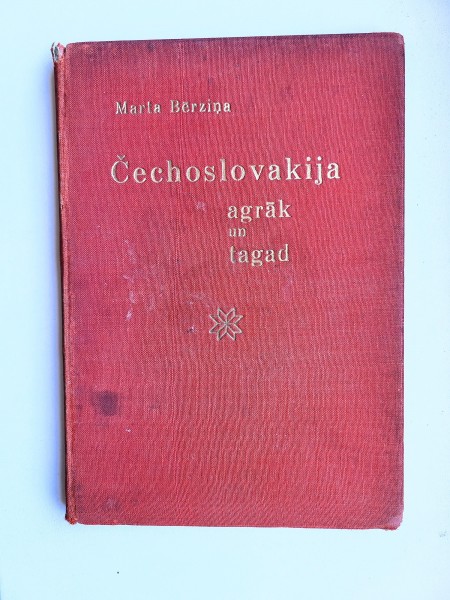 Marta Bērziņa
Čechoslovakija
agrāk
un
tagad